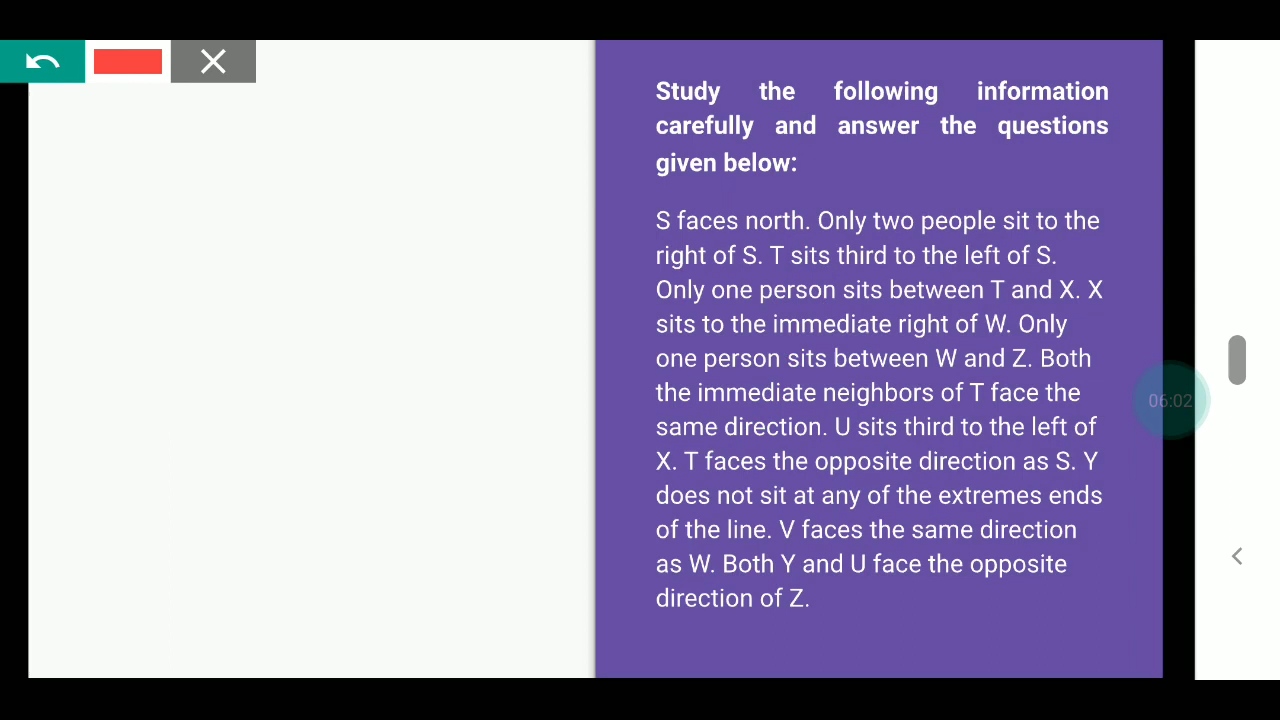 Study the following information
carefully and answer the questions
given below:
S faces north. Only two people sit to the
right of S. T sits third to the left of S.
Only one person sits between T and X. X
sits to the immediate right of W. Only
one person sits between W and Z. Both
the immediate neighbors of T face the
same direction. U sits third to the left of
X. T faces the opposite direction as S. Y
does not sit at any of the extremes ends
of the line. V faces the same direction
as W. Both Y and U face the opposite
direction of Z.
06:02